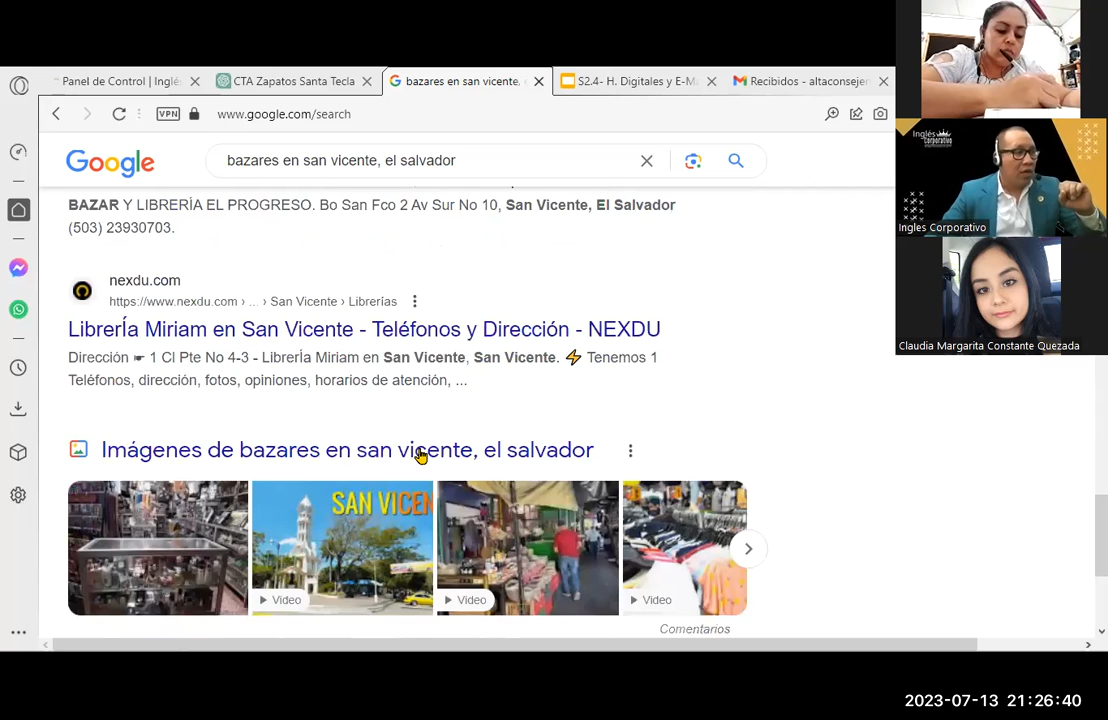 Panel de Control | Inglé
CTA Zapatos Santa Tecla
bazares en san vicente,
S2.4- H. Digitales y E-M
Recibidos - altaconsejer
VPN
www.google.com/search
Google
bazares en san vicente, el salvador
BAZAR Y LIBRERÍA EL PROGRESO. Bo San Fco 2 Av Sur No 10, San Vicente, El Salvador
(503) 23930703.
nexdu.com
https://www.nexdu.com › ... › San Vicente › Librerías
LibrerÍa Miriam en San Vicente - Teléfonos y Dirección - NEXDU
Dirección ☛ 1 Cl Pte No 4-3 - LibrerÍa Miriam en San Vicente, San Vicente. ⚡ Tenemos 1
Teléfonos, dirección, fotos, opiniones, horarios de atención, ...
Imágenes de bazares en san vicente, el salvador
SAN VICEN
Video
Video
Video
Comentarios
Inglés
Corporativo
Ingles Corporativo
Claudia Margarita Constante Quezada
2023-07-13 21:26:40